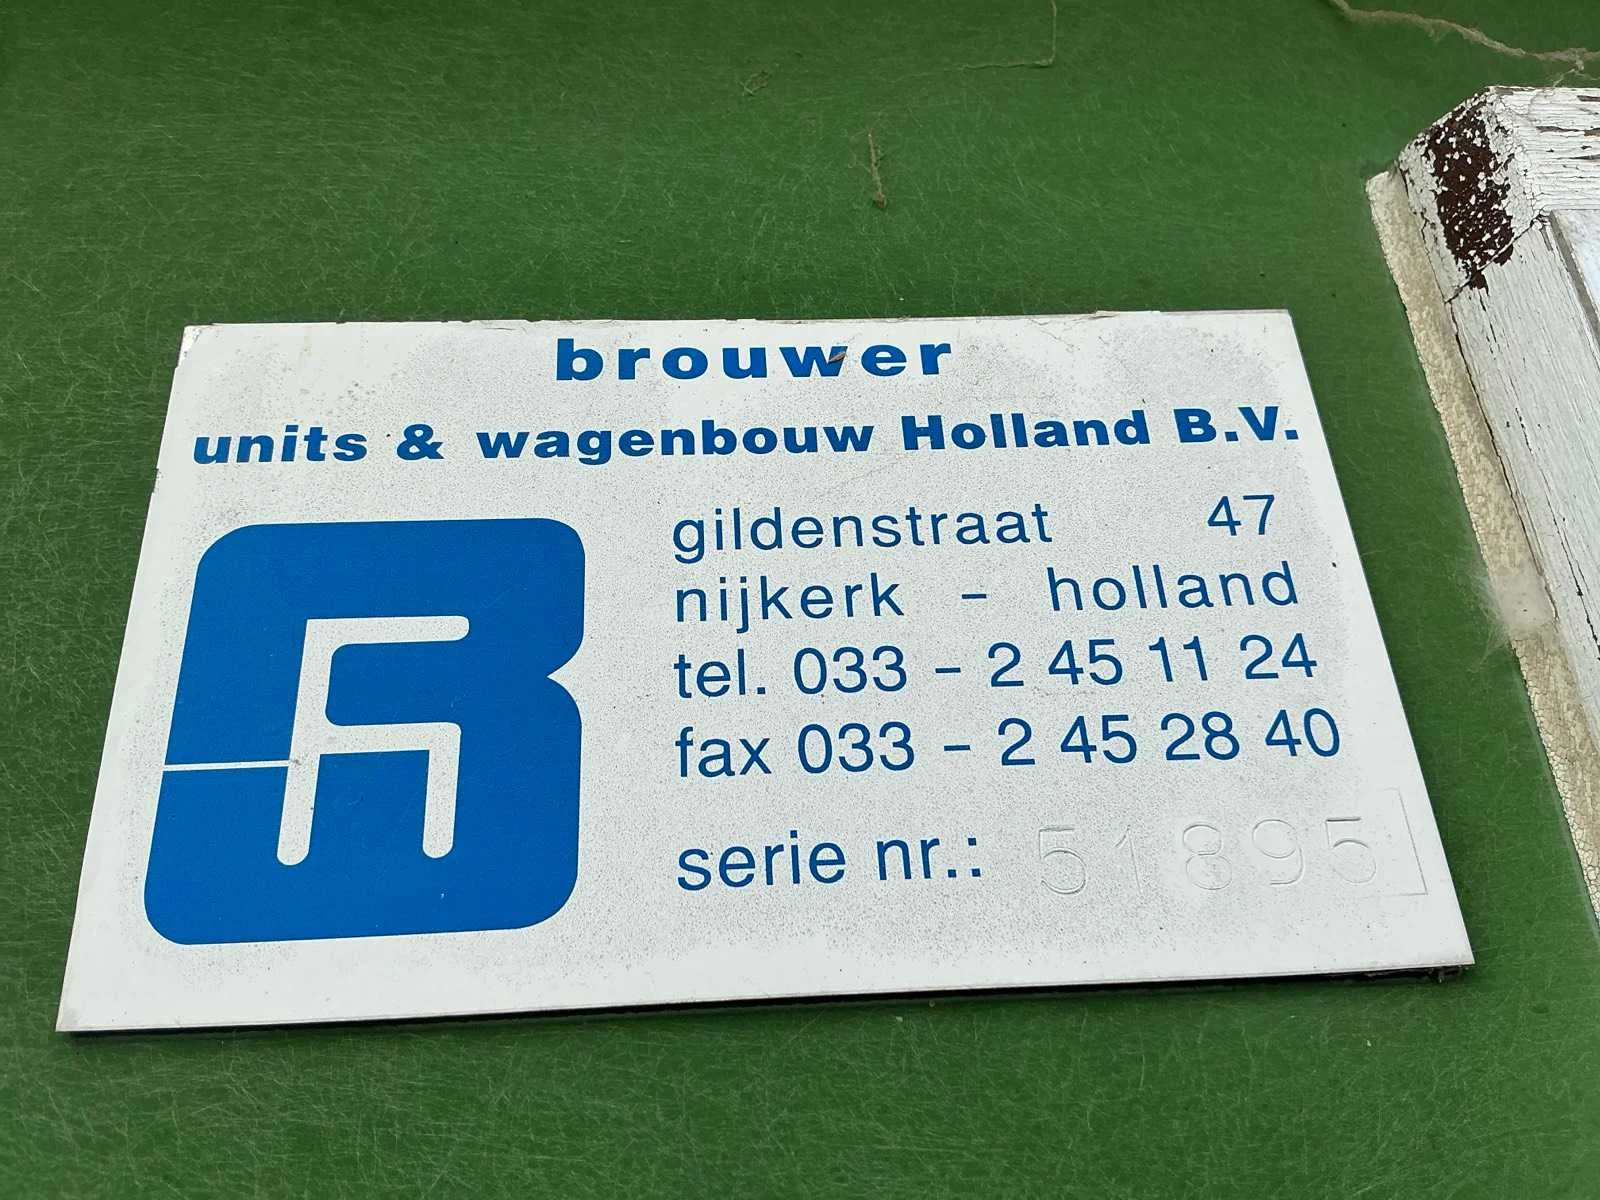 brouwer
units & wagenbouw Holland B.V.
gildenstraat 47
nijkerk - holland
tel. 033 - 2 45 11 24
fax 033 - 2 45 28 40
serie nr.: 51895